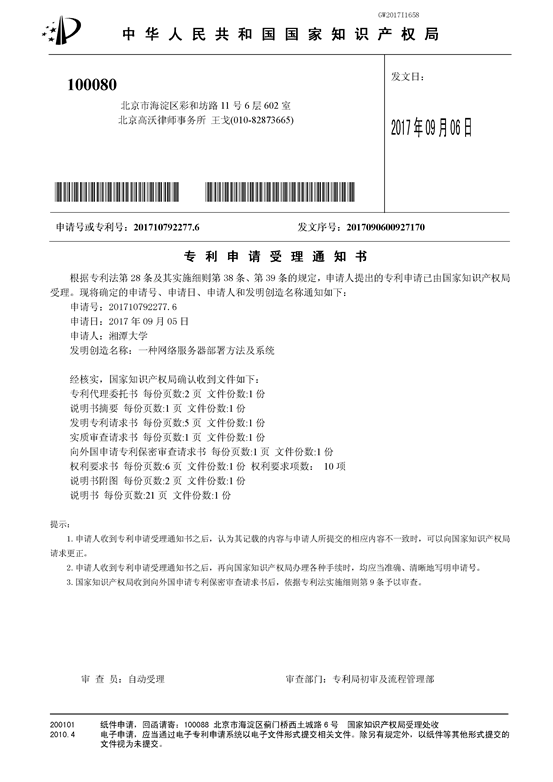 GW201711658
中华人民共和国国家知识产权局
100080
北京市海淀区彩和坊路 11 号 6 层 602 室
北京高沃律师事务所 王戈(010-82873665)
发文日：
2017 年 09 月 06 日
申请号或专利号：201710792277.6
发文序号：2017090600927170
专 利 申 请 受 理 通 知 书
根据专利法第 28 条及其实施细则第 38 条、第 39 条的规定，申请人提出的专利申请已由国家知识产权局
受理。现将确定的申请号、申请日、申请人和发明创造名称通知如下：
申请号：201710792277.6
申请日：2017 年 09 月 05 日
申请人：湘潭大学
发明创造名称：一种网络服务器部署方法及系统
经核实，国家知识产权局确认收到文件如下：
专利代理委托书 每份页数:2 页 文件份数:1 份
说明书摘要 每份页数:1 页 文件份数:1 份
发明专利请求书 每份页数:5 页 文件份数:1 份
实质审查请求书 每份页数:1 页 文件份数:1 份
向外国申请专利保密审查请求书 每份页数:1 页 文件份数:1 份
权利要求书 每份页数:6 页 文件份数:1 份 权利要求项数： 10 项
说明书附图 每份页数:2 页 文件份数:1 份
说明书 每份页数:21 页 文件份数:1 份
提示：
1. 申请人收到专利申请受理通知书之后，认为其记载的内容与申请人所提交的相应内容不一致时，可以向国家知识产权局
请求更正。
2. 申请人收到专利申请受理通知书之后，再向国家知识产权局办理各种手续时，均应当准确、清晰地写明申请号。
3. 国家知识产权局收到向外国申请专利保密审查请求书后，依据专利法实施细则第 9 条予以审查。
审 查 员：自动受理
审查部门：专利局初审及流程管理部
200101 纸件申请，回函请寄：100088 北京市海淀区蓟门桥西土城路 6 号 国家知识产权局受理处收
2010.4 电子申请，应当通过电子专利申请系统以电子文件形式提交相关文件。除另有规定外，以纸件等其他形式提交的
文件视为未提交。